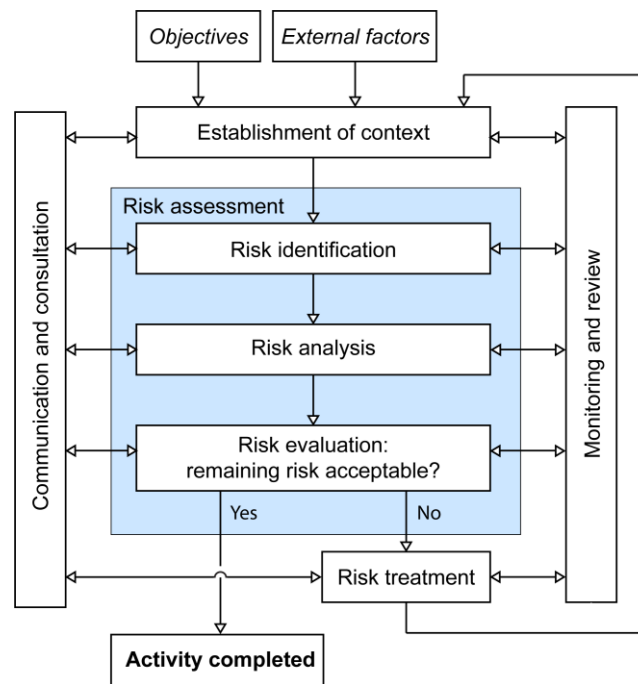 Objectives
External factors
Establishment of context
Risk assessment
Risk identification
Risk analysis
Risk evaluation:
remaining risk acceptable?
Yes
No
Risk treatment
Activity completed
Communication and consultation
Monitoring and review